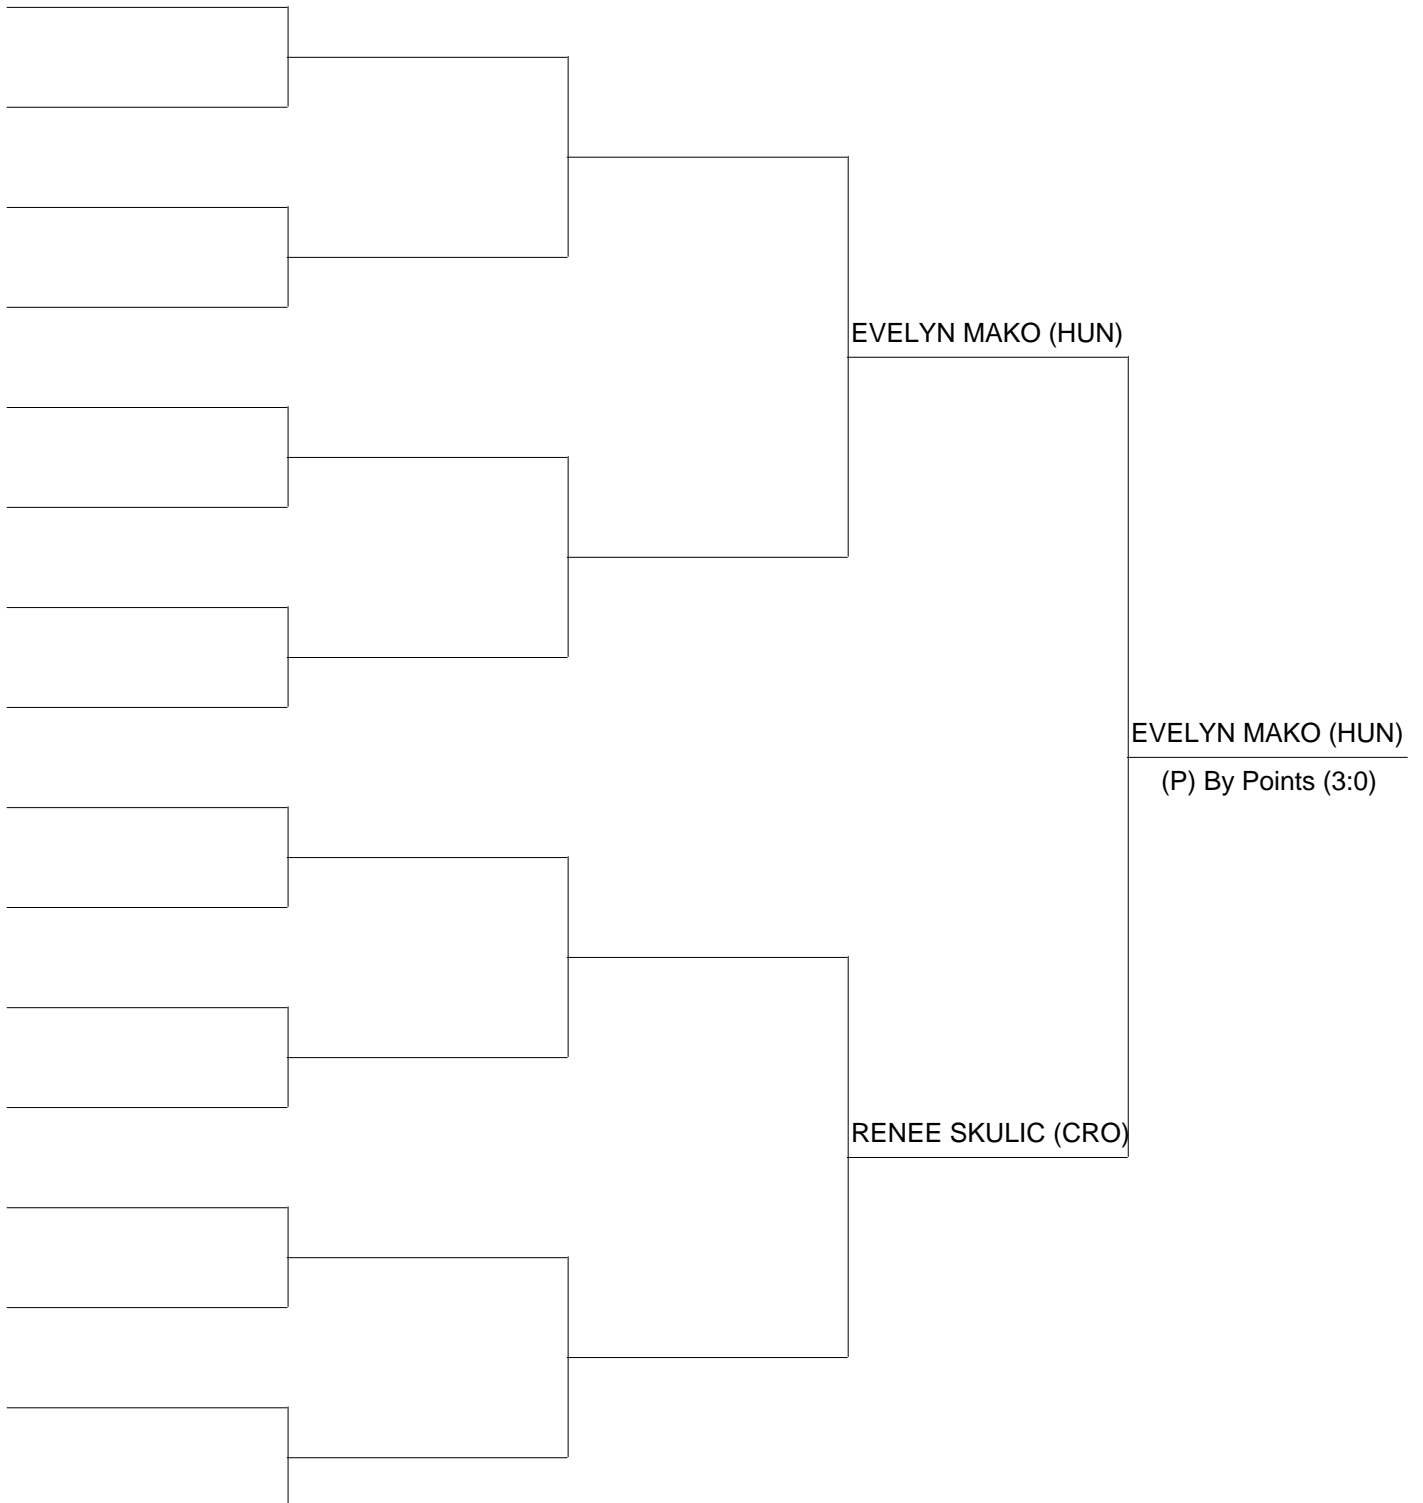 EVELYN MAKO (HUN)
EVELYN MAKO (HUN)
(P) By Points (3:0)
RENEE SKULIC (CRO)